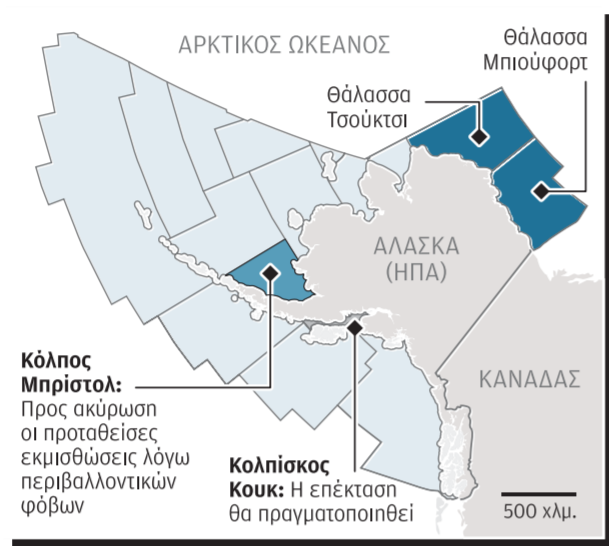 ΑΡΚΤΙΚΟΣ ΩΚΕΑΝΟΣ
Θάλασσα
Μπιούφορτ
Θάλασσα
Τσούκτσι
ΑΛΑΣΚΑ
(ΗΠΑ)
ΚΑΝΑΔΑΣ
Κόλπος
Μπρίστολ:
Προς ακύρωση
οι προταθείσες
εκμισθώσεις λόγω
περιβαλλοντικών
φόβων
Κολπίσκος
Κουκ: Η επέκταση
θα πραγματοποιηθεί
500 χλμ.